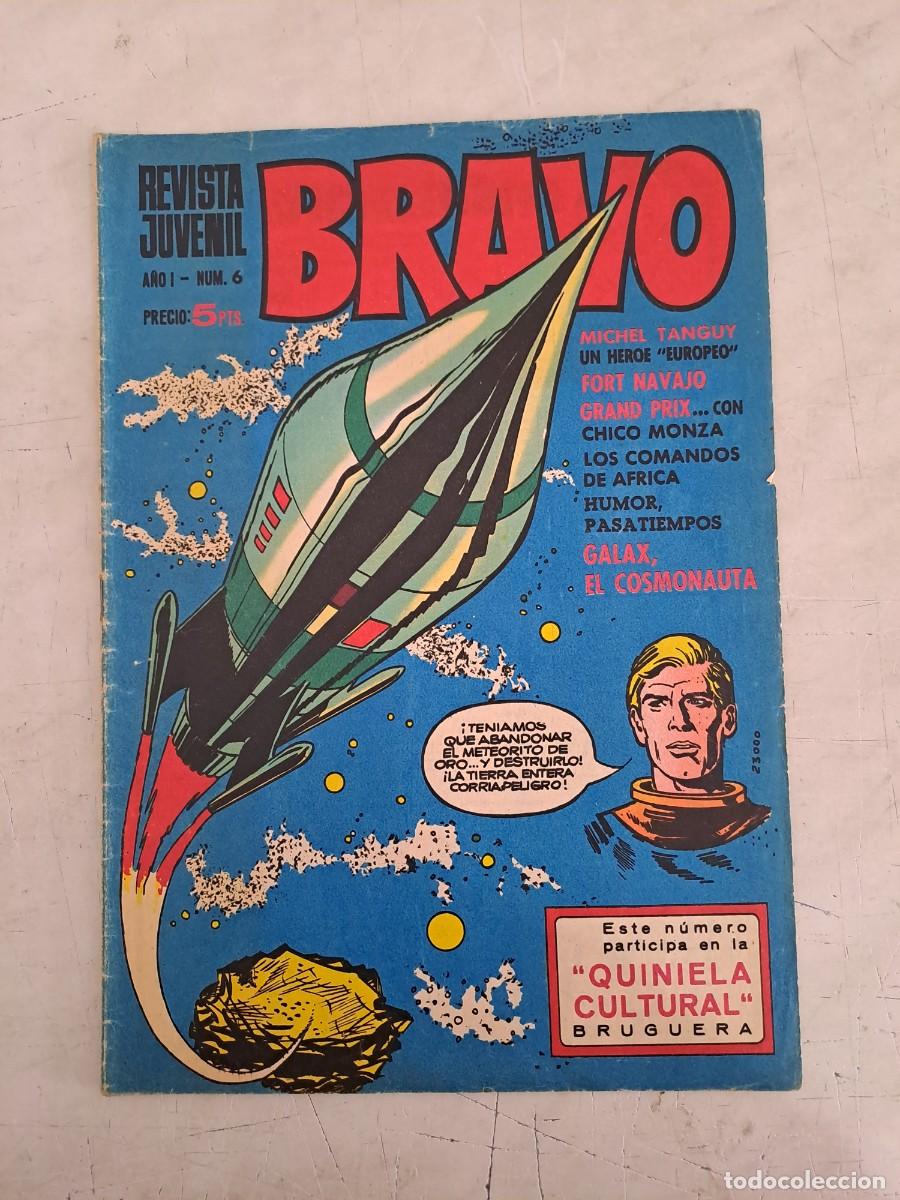 REVISTA
JUVENIL
AÑO I - NUM. 6
PRECIO: 5 PTS.
BRAVO
MICHEL TANGUY
UN HEROE "EUROPEO"
FORT NAVAJO
GRAND PRIX... CON
CHICO MONZA
LOS COMANDOS
DE AFRICA
HUMOR,
PASATIEMPOS
GALAX,
EL COSMONAUTA
¡TENIAMOS
QUE ABANDONAR
EL METEORITO DE
ORO...Y DESTRUIRLO!
¡LA TIERRA ENTERA
CORRIA PELIGRO!
23000
Este número
participa en la
"QUINIELA
CULTURAL"
BRUGUERA
todocoleccion